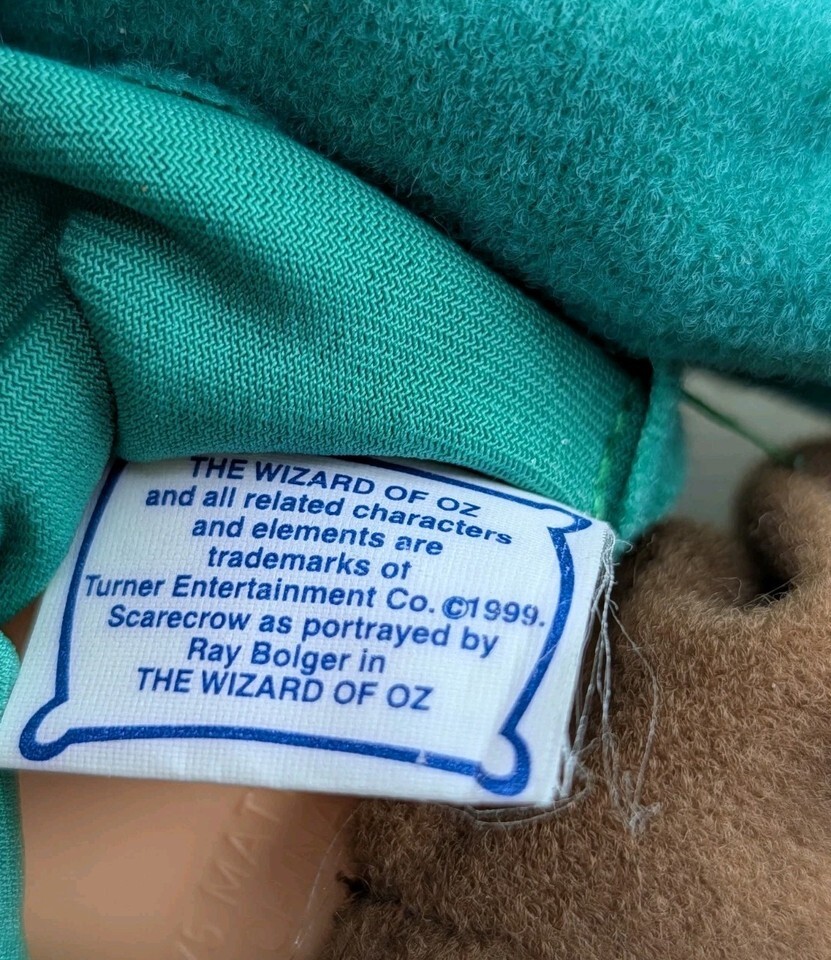 THE WIZARD OF OZ
and all related characters
and elements are
trademarks of
Turner Entertainment Co. ©1999.
Scarecrow as portrayed by
Ray Bolger in
THE WIZARD OF OZ